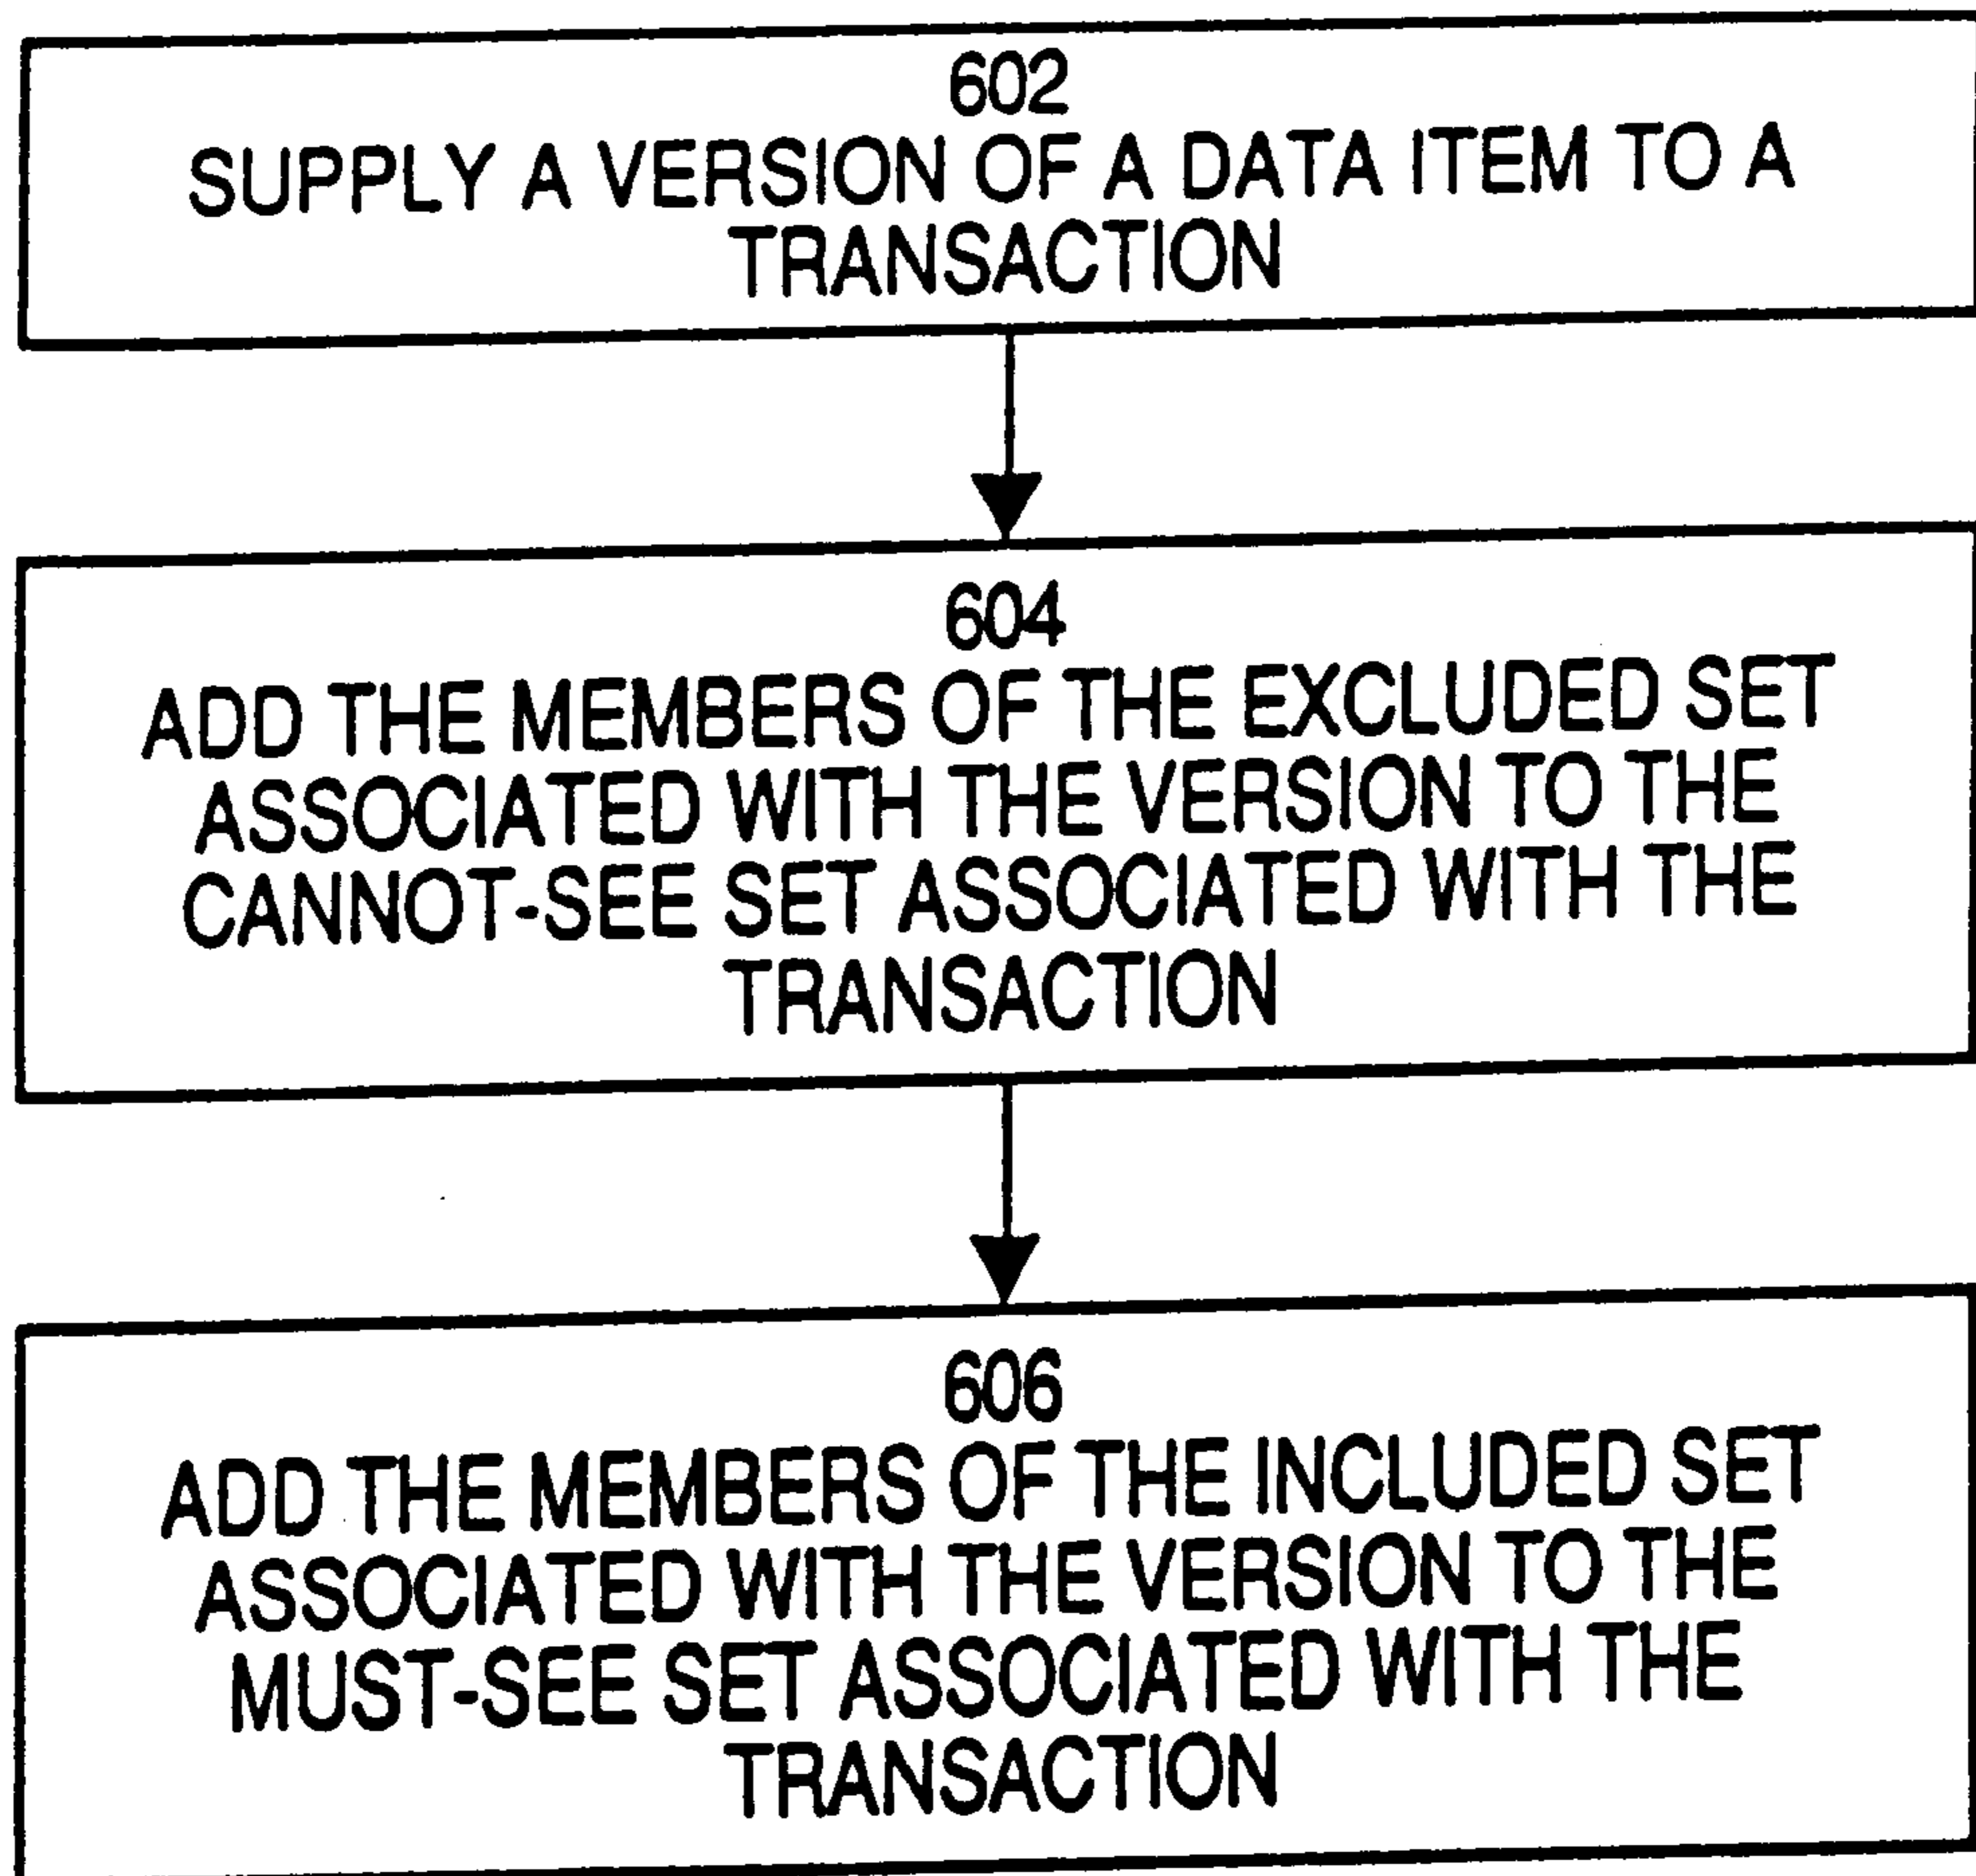 602
SUPPLY A VERSION OF A DATA ITEM TO A
TRANSACTION
604
ADD THE MEMBERS OF THE EXCLUDED SET
ASSOCIATED WITH THE VERSION TO THE
CANNOT-SEE SET ASSOCIATED WITH THE
TRANSACTION
606
ADD THE MEMBERS OF THE INCLUDED SET
ASSOCIATED WITH THE VERSION TO THE
MUST-SEE SET ASSOCIATED WITH THE
TRANSACTION